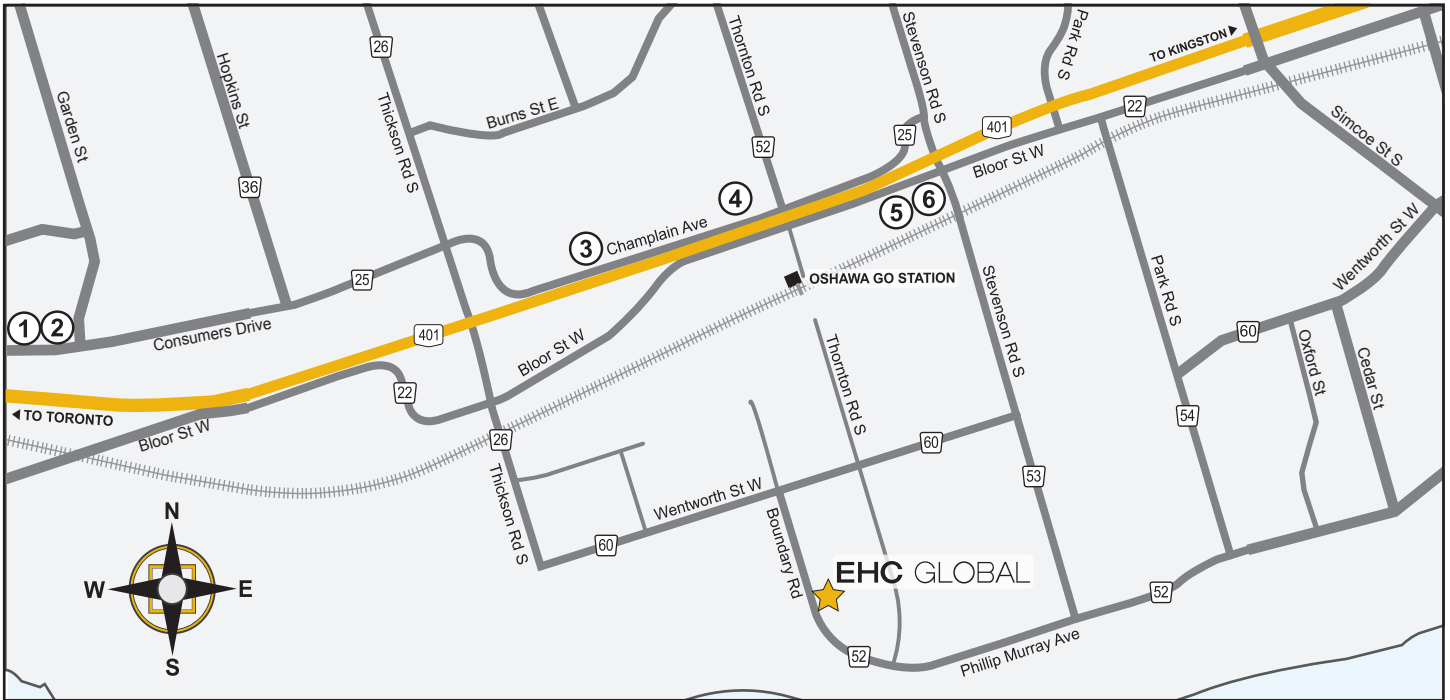 26
Thornton Rd S
Stevenson Rd S
Park Rd S
TO KINGSTON
Hopkins St
Garden St
Thickson Rd S
Burns St E
22
401
25
52
Bloor St W
Simcoe St S
36
4
5
6
3
Champlain Ave
Wentworth St W
25
OSHAWA GO STATION
Stevenson Rd S
Park Rd S
1
2
Consumers Drive
401
60
Bloor St W
Thornton Rd S
Oxford St
Cedar St
22
TO TORONTO
Bloor St W
54
26
60
53
Thickson Rd S
Wentworth St W
60
Boundary Rd
EHC GLOBAL
52
52
Phillip Murray Ave
N
W
E
S